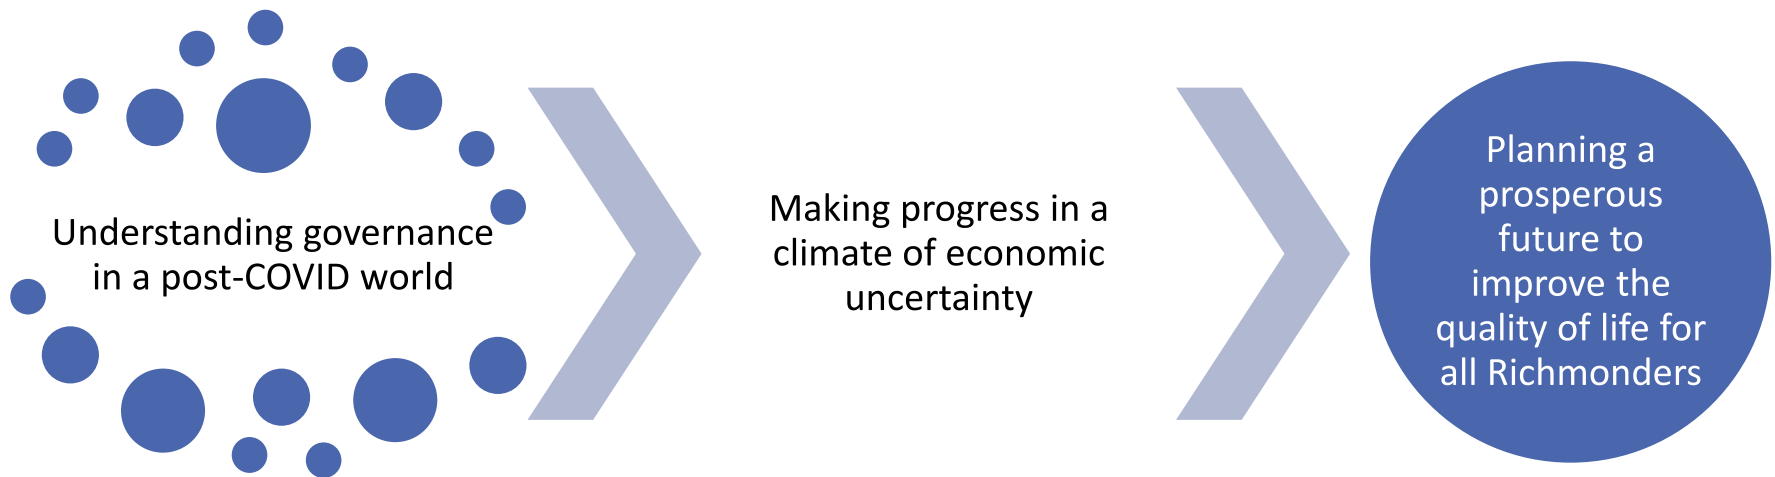 Understanding governance
in a post-COVID world
Making progress in a
climate of economic
uncertainty
Planning a
prosperous
future to
improve the
quality of life for
all Richmonders